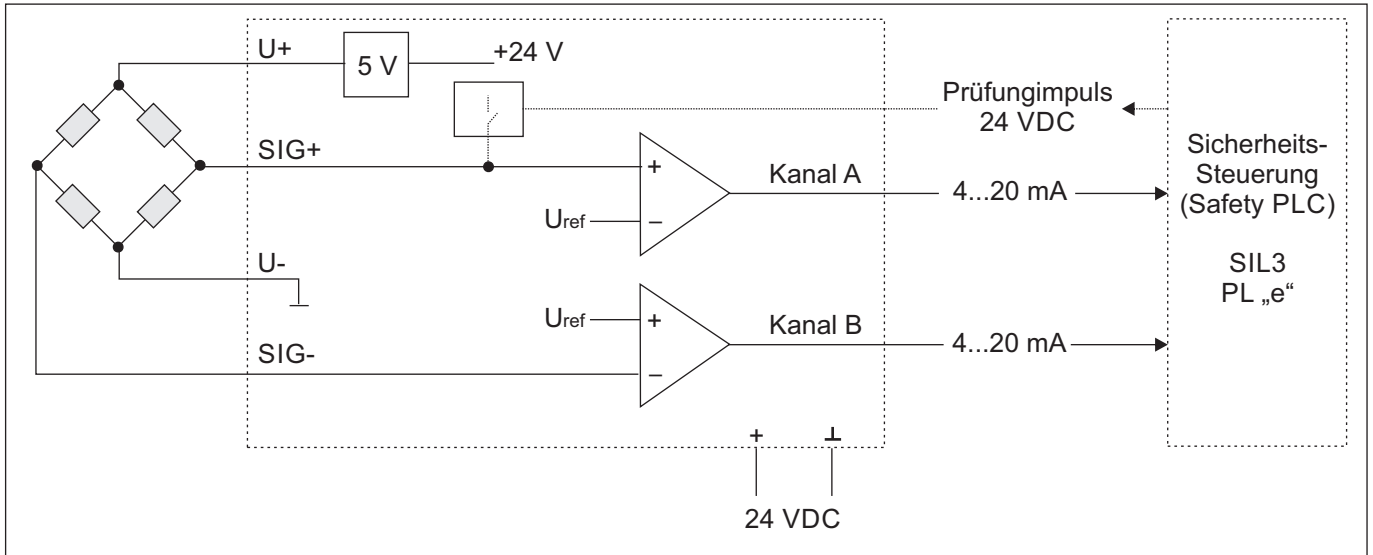 U+
5 V
+24 V
Prüfungimpuls
24 VDC
SIG+
+
Kanal A
4...20 mA
Uref
–
Sicherheits-
Steuerung
(Safety PLC)
SIL3
PL „e“
U-
Uref
+
Kanal B
4...20 mA
SIG-
–
+
24 VDC